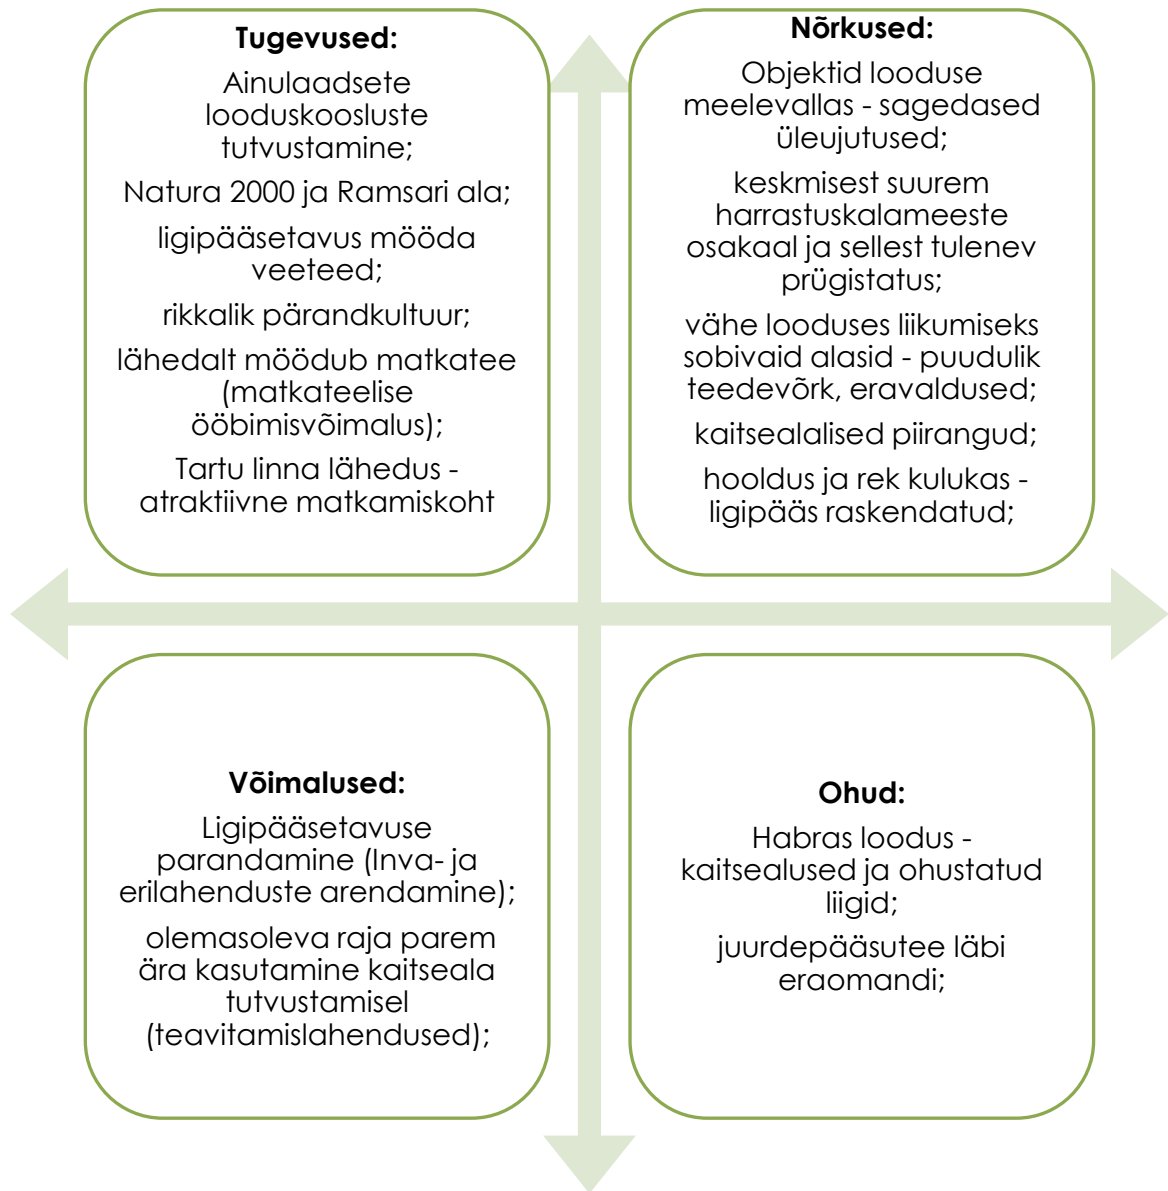 Tugevused:
Ainulaadsete
looduskoosluste
tutvustamine;
Natura 2000 ja Ramsari ala;
ligipääsetavus mööda
veeteed;
rikkalik pärandkultuur;
lähedalt möödub matkatee
(matkateelise
ööbimisvõimalus);
Tartu linna lähedus -
atraktiivne matkamiskoht
Nõrkused:
Objektid looduse
meelevallas - sagedased
üleujutused;
keskmisest suurem
harrastuskalameeste
osakaal ja sellest tulenev
prügistatus;
vähe looduses liikumiseks
sobivaid alasid - puudulik
teedevõrk, eravaldused;
kaitsealalised piirangud;
hooldus ja rek kulukas -
ligipääs raskendatud;
Võimalused:
Ligipääsetavuse
parandamine (Inva- ja
erilahenduste arendamine);
olemasoleva raja parem
ära kasutamine kaitseala
tutvustamisel
(teavitamislahendused);
Ohud:
Habras loodus -
kaitsealused ja ohustatud
liigid;
juurdepääsutee läbi
eraomandi;